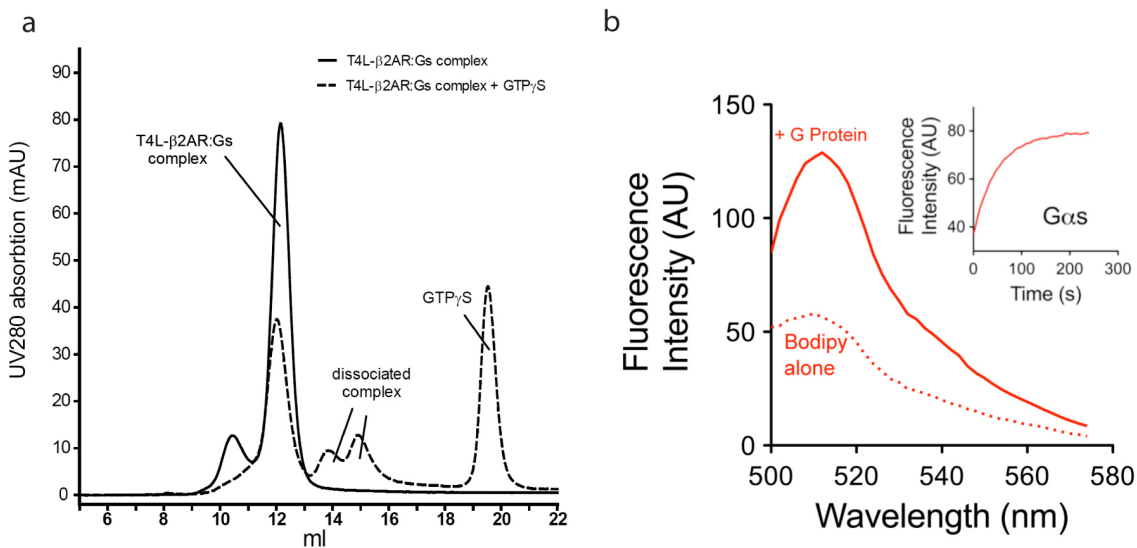 a
T4L-β2AR:Gs complex
T4L-β2AR:Gs complex + GTPγS
T4L-β2AR:Gs
complex
GTPγS
dissociated
complex
UV280 absorbtion (mAU)
90
80
70
60
50
40
30
20
10
0
6 8 10 12 14 16 18 20 22
ml
b
+ G Protein
Bodipy
alone
Fluorescence
Intensity (AU)
150
100
50
0
500 520 540 560 580
Wavelength (nm)
Fluorescence
Intensity (AU)
80
60
40
Gαs
0 100 200 300
Time (s)